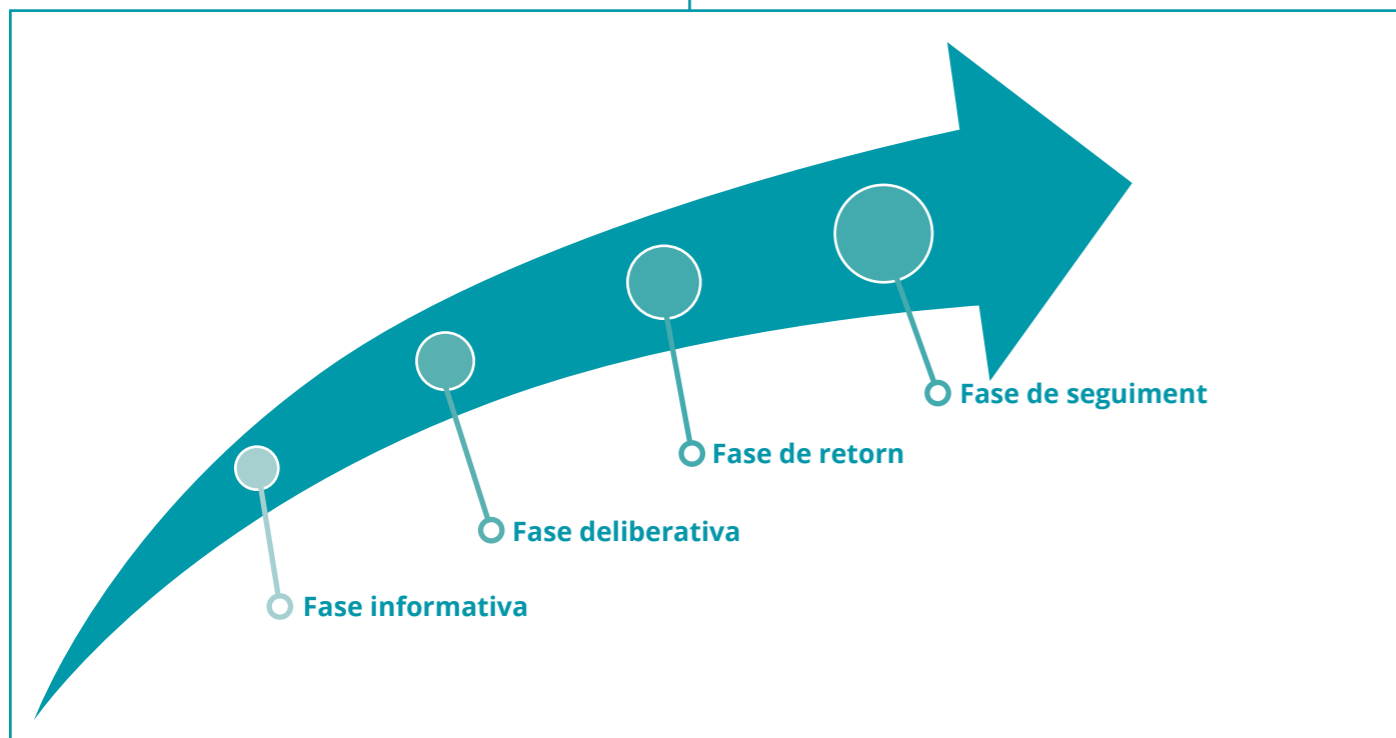 Fase de seguiment
Fase de retorn
Fase deliberativa
Fase informativa